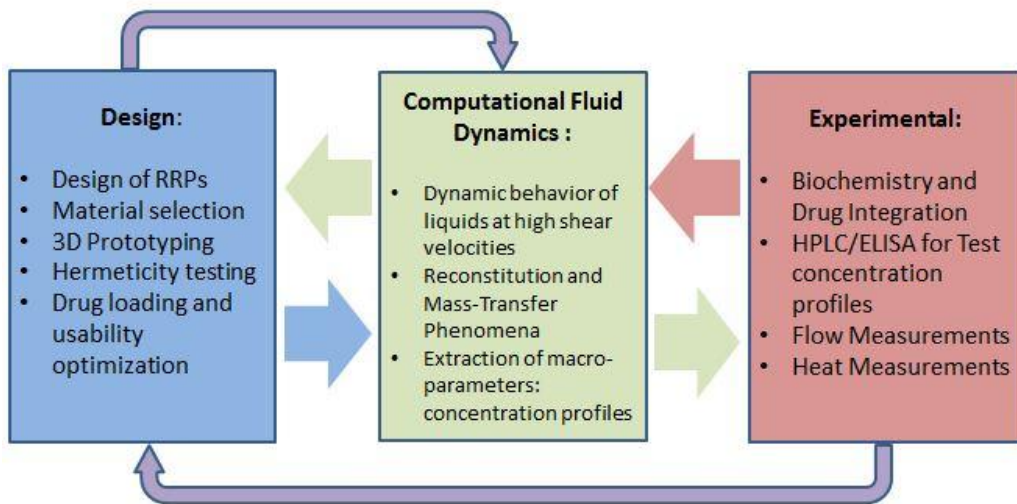 Design:
• Design of RRPs
• Material selection
• 3D Prototyping
• Hermeticity testing
• Drug loading and
usability
optimization
Computational Fluid
Dynamics :
• Dynamic behavior of
liquids at high shear
velocities
• Reconstitution and
Mass-Transfer
Phenomena
• Extraction of macro-
parameters:
concentration profiles
Experimental:
• Biochemistry and
Drug Integration
• HPLC/ELISA for Test
concentration
profiles
• Flow Measurements
• Heat Measurements